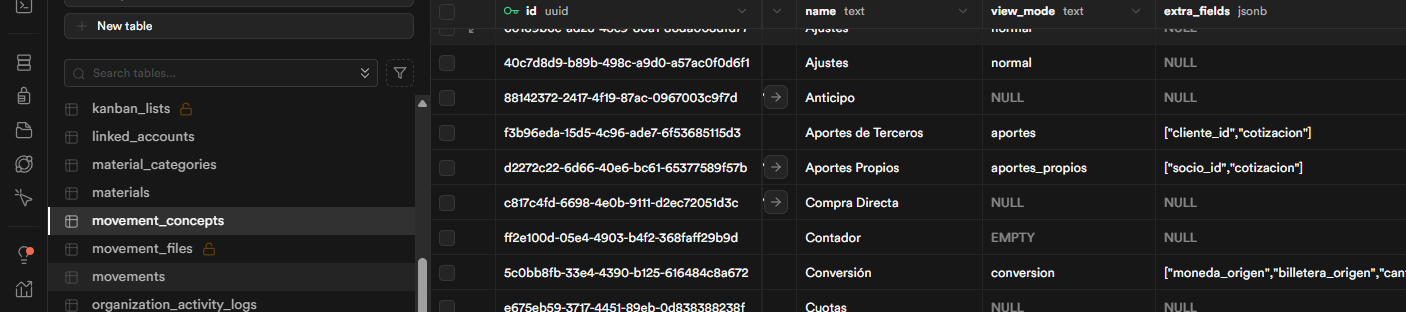 New table
Search tables...
kanban_lists
linked_accounts
material_categories
materials
movement_concepts
movement_files
movements
organization_activity_logs
id uuid name text view_mode text extra_fields jsonb
Ajustes normal NULL
40c7d8d9-b89b-498c-a9d0-a57ac0f0d6f1 Ajustes normal NULL
88142372-2417-4f19-87ac-0967003c9f7d Anticipo NULL NULL
f3b96eda-15d5-4c96-ade7-6f53685115d3 Aportes de Terceros aportes ["cliente_id","cotizacion"]
d2272c22-6d66-40e6-bc61-65377589f57b Aportes Propios aportes_propios ["socio_id","cotizacion"]
c817c4fd-6698-4e0b-9111-d2ec72051d3c Compra Directa NULL NULL
ff2e100d-05e4-4903-b4f2-368faff29b9d Contador EMPTY NULL
5c0bb8fb-33e4-4390-b125-616484c8a672 Conversión conversion ["moneda_origen","billetera_origen","can
e675eb59-3717-4451-89eb-0d838388238f Cuotas NULL NULL